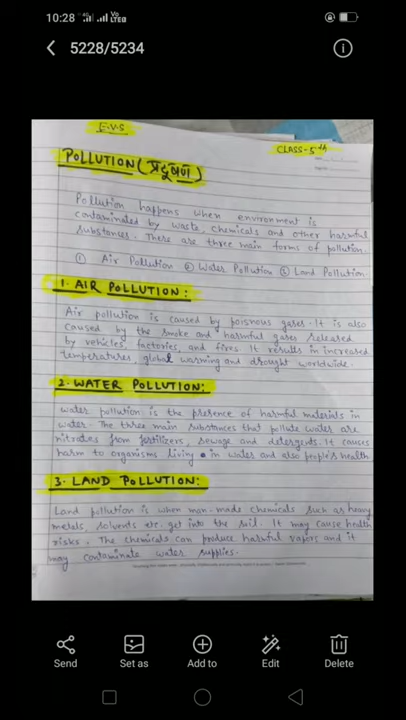 10:28 4G Vo LTEB
5228/5234
E.V.S
CLASS-5th
POLLUTION (प्रदूषण)
Pollution happens when environment is
contaminated by waste, chemicals and other harmful
substances. There are three main forms of pollution.
① Air Pollution ② Water Pollution ③ Land Pollution
1. AIR POLLUTION:
Air pollution is caused by poisnous gases. It is also
caused by the smoke and harmful gases released
by vehicles, factories, and fires. It results in increased
temperatures, global warming and drought worldwide.
2. WATER POLLUTION:
Water pollution is the presence of harmful materials in
water. The three main substances that pollute water are
nitrates from fertilizers, sewage and detergents. It causes
harm to organisms living in water and also people's health
3. LAND POLLUTION:
Land pollution is when man-made chemicals such as heavy
metals, solvents etc. get into the soil. It may cause health
risks. The chemicals can produce harmful vapors and it
may contaminate water supplies.
Send Set as Add to Edit Delete